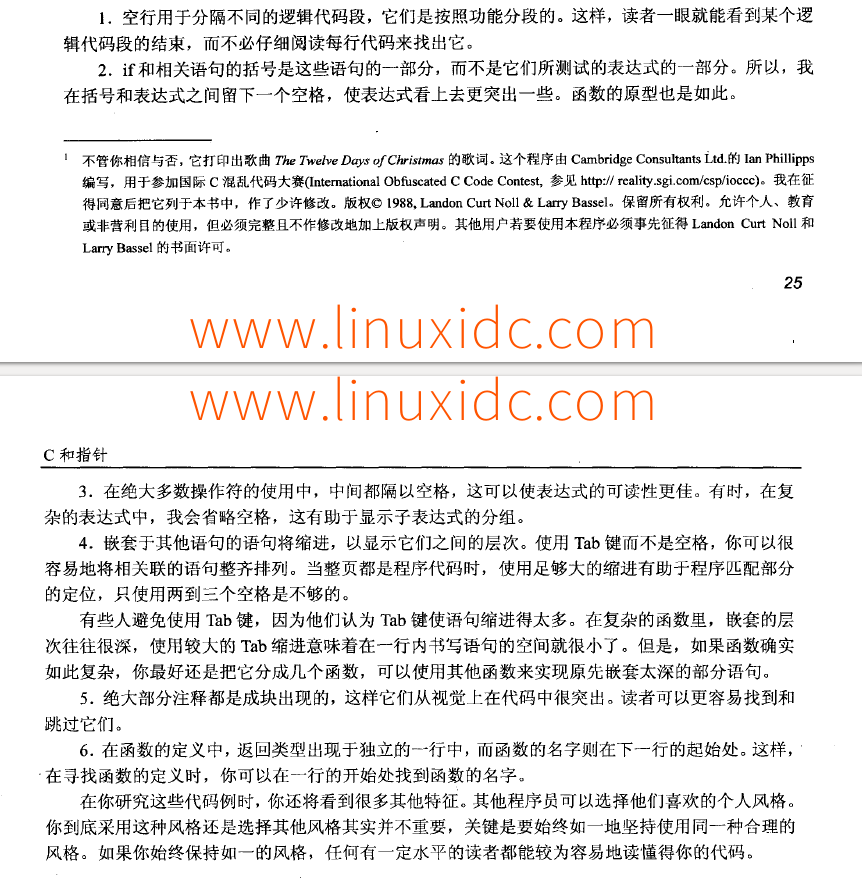 1．空行用于分隔不同的逻辑代码段，它们是按照功能分段的。这样，读者一眼就能看到某个逻
辑代码段的结束，而不必仔细阅读每行代码来找出它。
2．if 和相关语句的括号是这些语句的一部分，而不是它们所测试的表达式的一部分。所以，我
在括号和表达式之间留下一个空格，使表达式看上去更突出一些。函数的原型也是如此。
1 不管你相信与否，它打印出歌曲 The Twelve Days of Christmas 的歌词。这个程序由 Cambridge Consultants Ltd.的 Ian Phillipps
编写，用于参加国际 C 混乱代码大赛(International Obfuscated C Code Contest, 参见 http:// reality.sgi.com/csp/ioccc)。我在征
得同意后把它列于本书中，作了少许修改。版权© 1988, Landon Curt Noll & Larry Bassel。保留所有权利。允许个人、教育
或非营利目的使用，但必须完整且不作修改地加上版权声明。其他用户若要使用本程序必须事先征得 Landon Curt Noll 和
Larry Bassel 的书面许可。
25
www.linuxidc.com
www.linuxidc.com
C 和指针
3．在绝大多数操作符的使用中，中间都隔以空格，这可以使表达式的可读性更佳。有时，在复
杂的表达式中，我会省略空格，这有助于显示子表达式的分组。
4．嵌套于其他语句的语句将缩进，以显示它们之间的层次。使用 Tab 键而不是空格，你可以很
容易地将相关联的语句整齐排列。当整页都是程序代码时，使用足够大的缩进有助于程序匹配部分
的定位，只使用两到三个空格是不够的。
有些人避免使用 Tab 键，因为他们认为 Tab 键使语句缩进得太多。在复杂的函数里，嵌套的层
次往往很深，使用较大的 Tab 缩进意味着在一行内书写语句的空间就很小了。但是，如果函数确实
如此复杂，你最好还是把它分成几个函数，可以使用其他函数来实现原先嵌套太深的部分语句。
5．绝大部分注释都是成块出现的，这样它们从视觉上在代码中很突出。读者可以更容易找到和
跳过它们。
6．在函数的定义中，返回类型出现于独立的一行中，而函数的名字则在下一行的起始处。这样，
在寻找函数的定义时，你可以在一行的开始处找到函数的名字。
在你研究这些代码例时，你还将看到很多其他特征。其他程序员可以选择他们喜欢的个人风格。
你到底采用这种风格还是选择其他风格其实并不重要，关键是要始终如一地坚持使用同一种合理的
风格。如果你始终保持如一的风格，任何有一定水平的读者都能较为容易地读懂得你的代码。